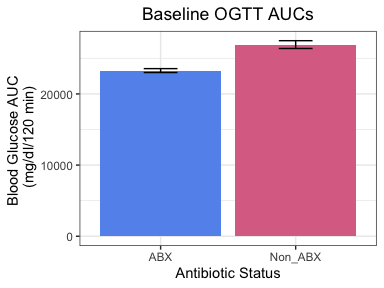 Baseline OGTT AUCs
Blood Glucose AUC
(mg/dl/120 min)
20000
10000
0
ABX
Non_ABX
Antibiotic Status